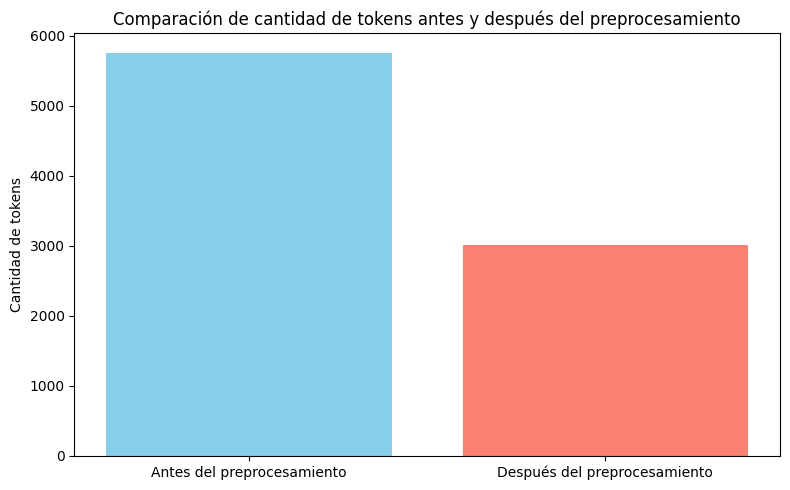 Comparación de cantidad de tokens antes y después del preprocesamiento
Cantidad de tokens
6000
5000
4000
3000
2000
1000
0
Antes del preprocesamiento
Después del preprocesamiento